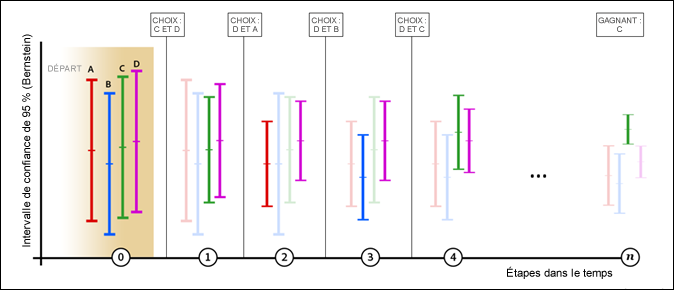 CHOIX :
C ET D
CHOIX :
D ET A
CHOIX :
D ET B
CHOIX :
D ET C
GAGNANT :
C
Intervalle de confiance de 95 % (Bernstein)
DÉPART
A
B
C
D
...
0
1
2
3
4
n
Étapes dans le temps